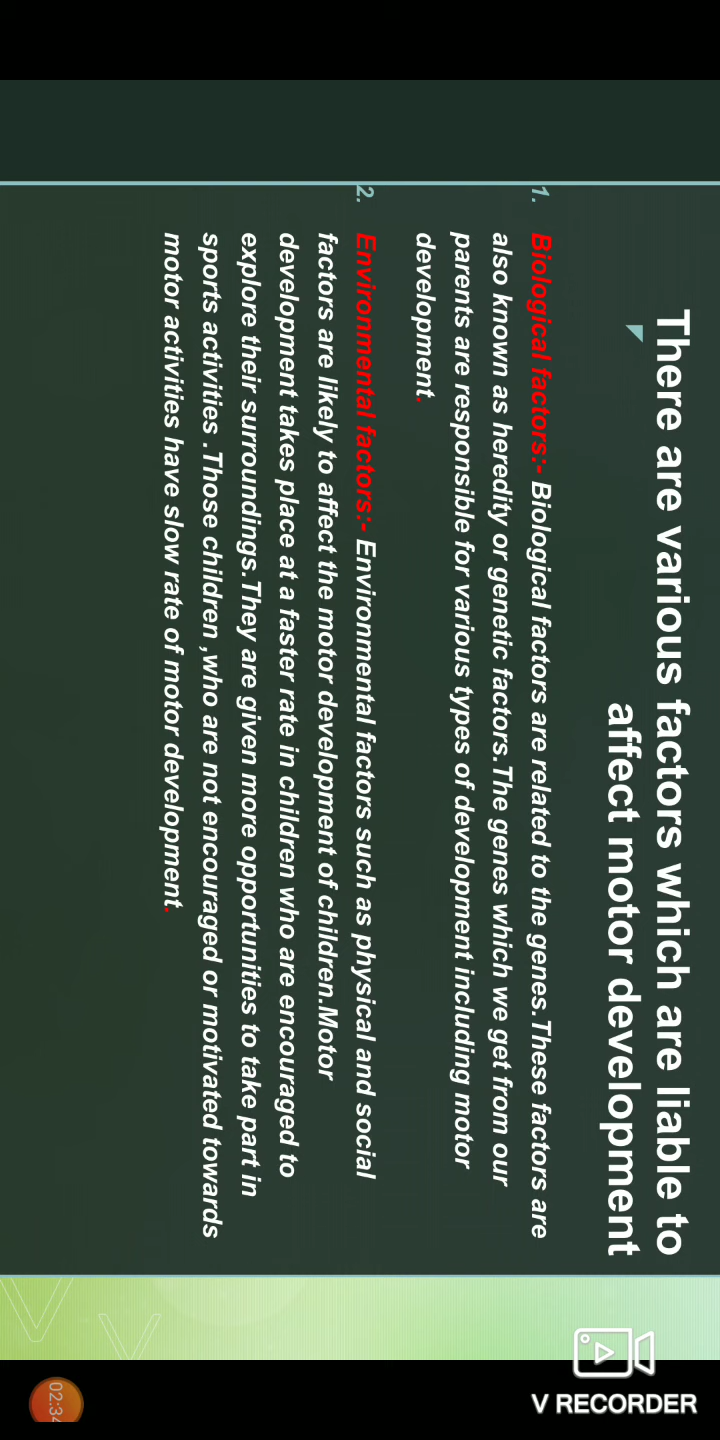 There are various factors which are liable to
affect motor development
1. Biological factors:- Biological factors are related to the genes.These factors are
also known as heredity or genetic factors.The genes which we get from our
parents are responsible for various types of development including motor
development.
2. Environmental factors:- Environmental factors such as physical and social
factors are likely to affect the motor development of children.Motor
development takes place at a faster rate in children who are encouraged to
explore their surroundings.They are given more opportunities to take part in
sports activities .Those children ,who are not encouraged or motivated towards
motor activities have slow rate of motor development.
V RECORDER
02:34